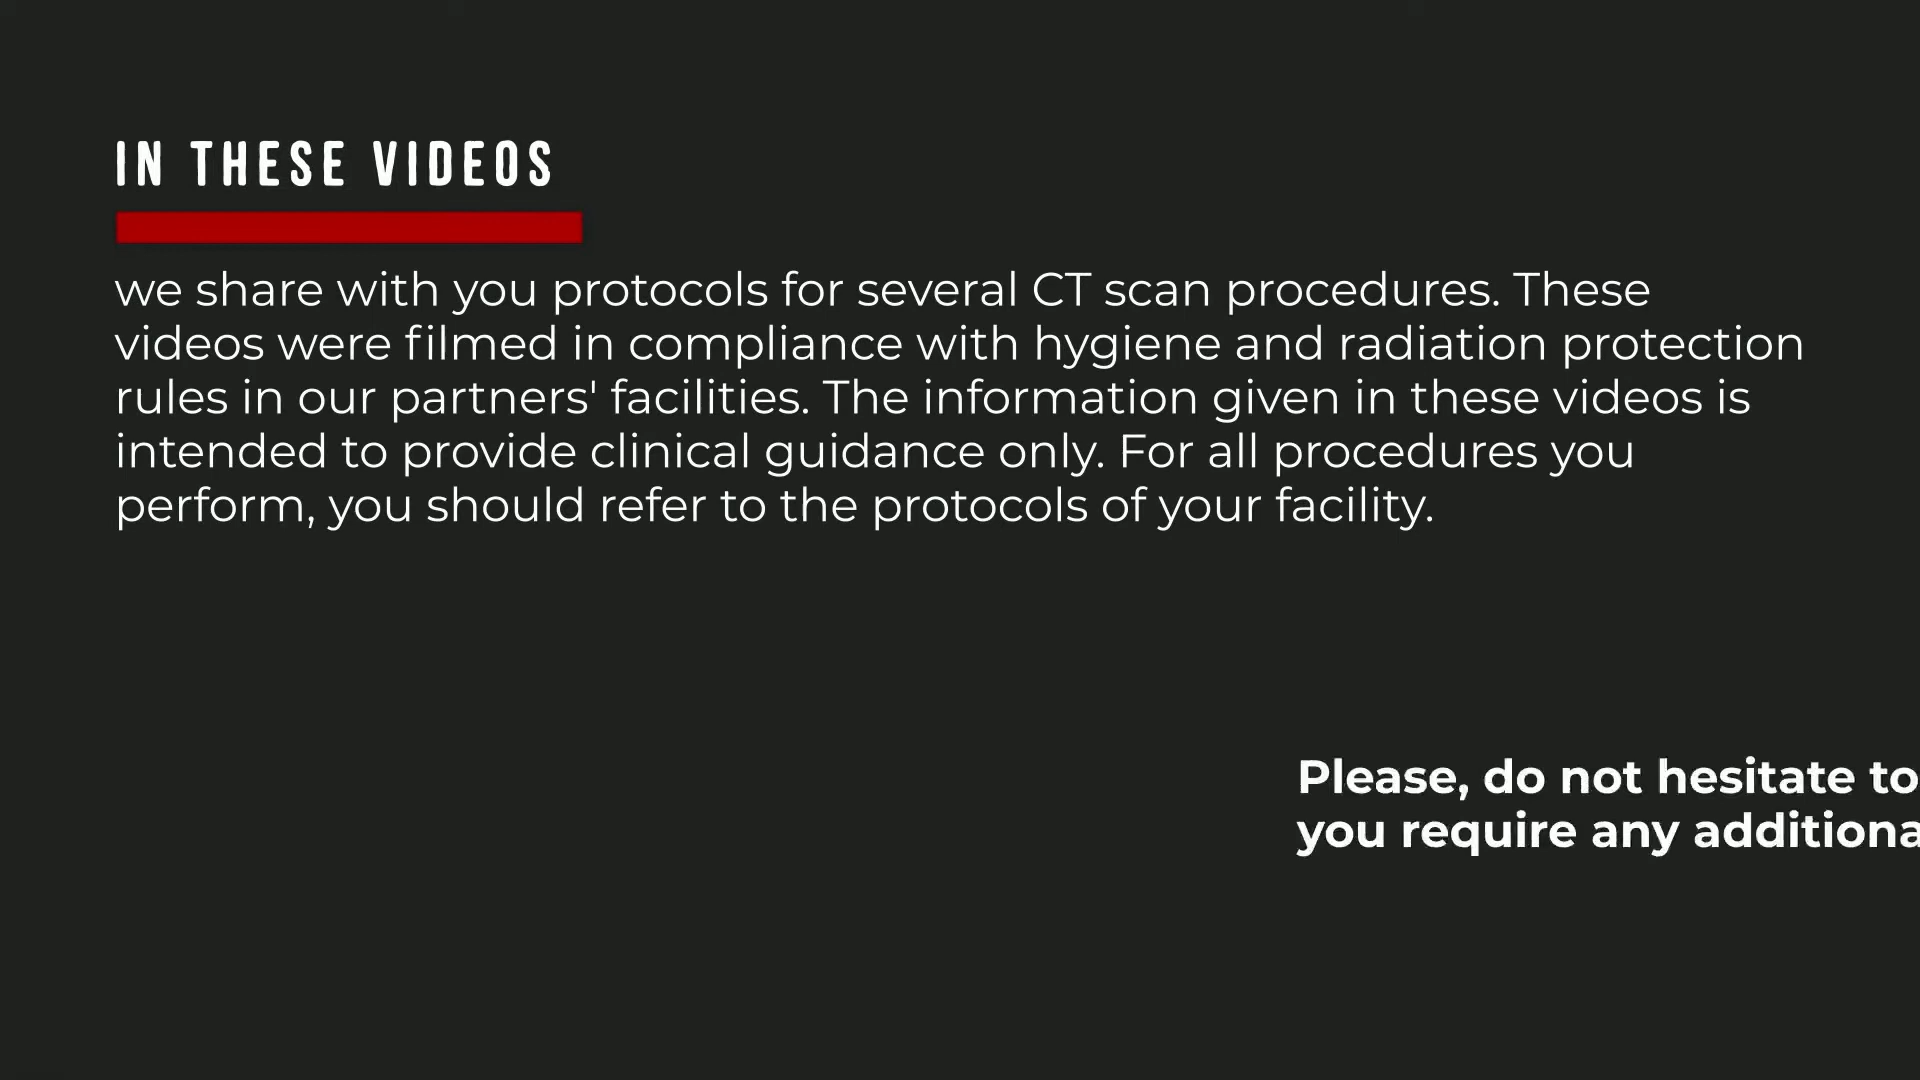 IN THESE VIDEOS
we share with you protocols for several CT scan procedures. These
videos were filmed in compliance with hygiene and radiation protection
rules in our partners' facilities. The information given in these videos is
intended to provide clinical guidance only. For all procedures you
perform, you should refer to the protocols of your facility.
Please, do not hesitate to
you require any additiona